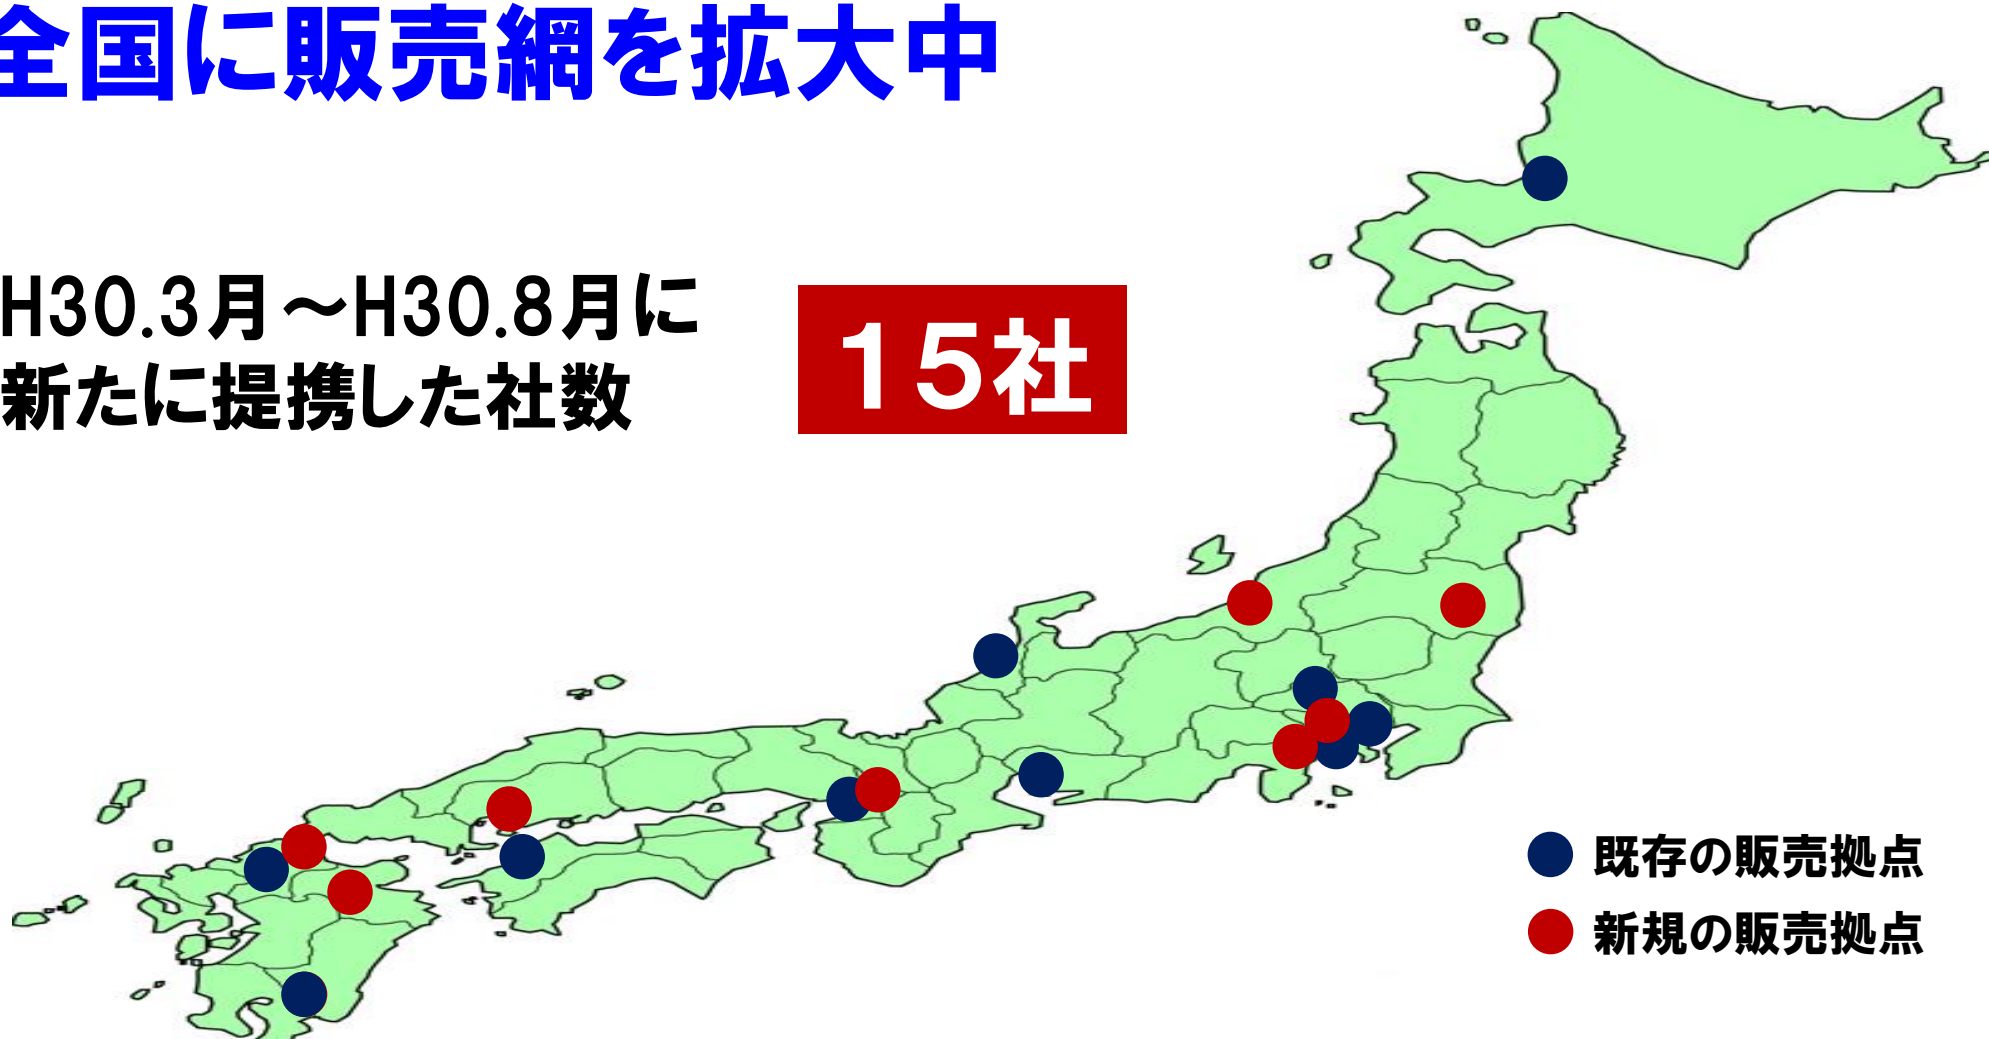 全国に販売網を拡大中
H30.3月～H30.8月に
新たに提携した社数
15社
既存の販売拠点
新規の販売拠点